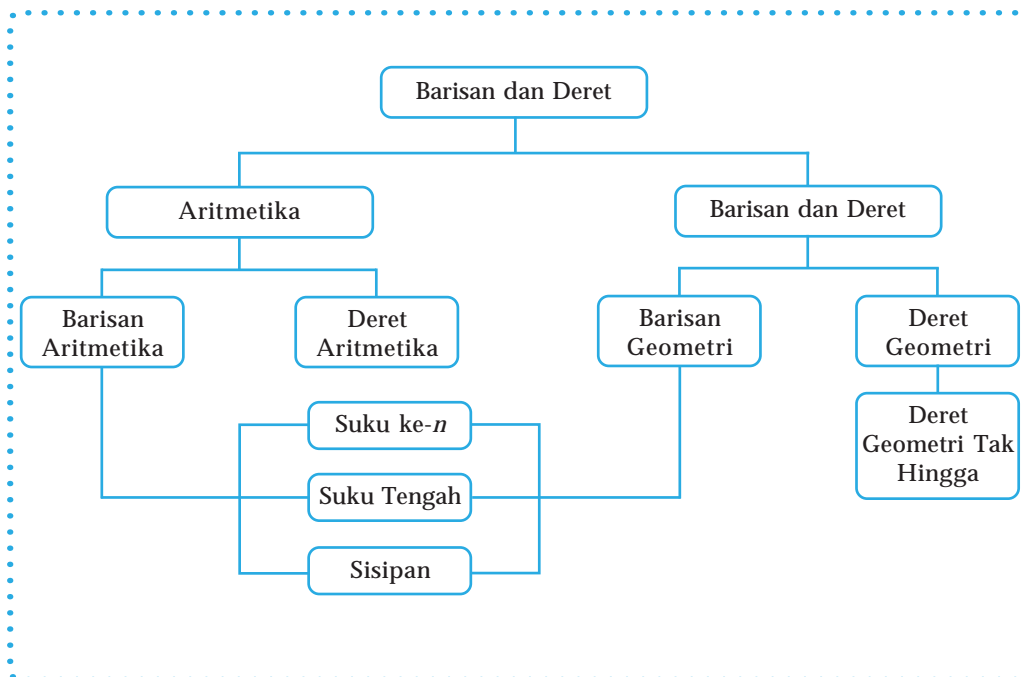 Barisan dan Deret
Aritmetika
Barisan dan Deret
Barisan
Aritmetika
Deret
Aritmetika
Barisan
Geometri
Deret
Geometri
Suku ke-n
Suku Tengah
Sisipan
Deret
Geometri Tak
Hingga